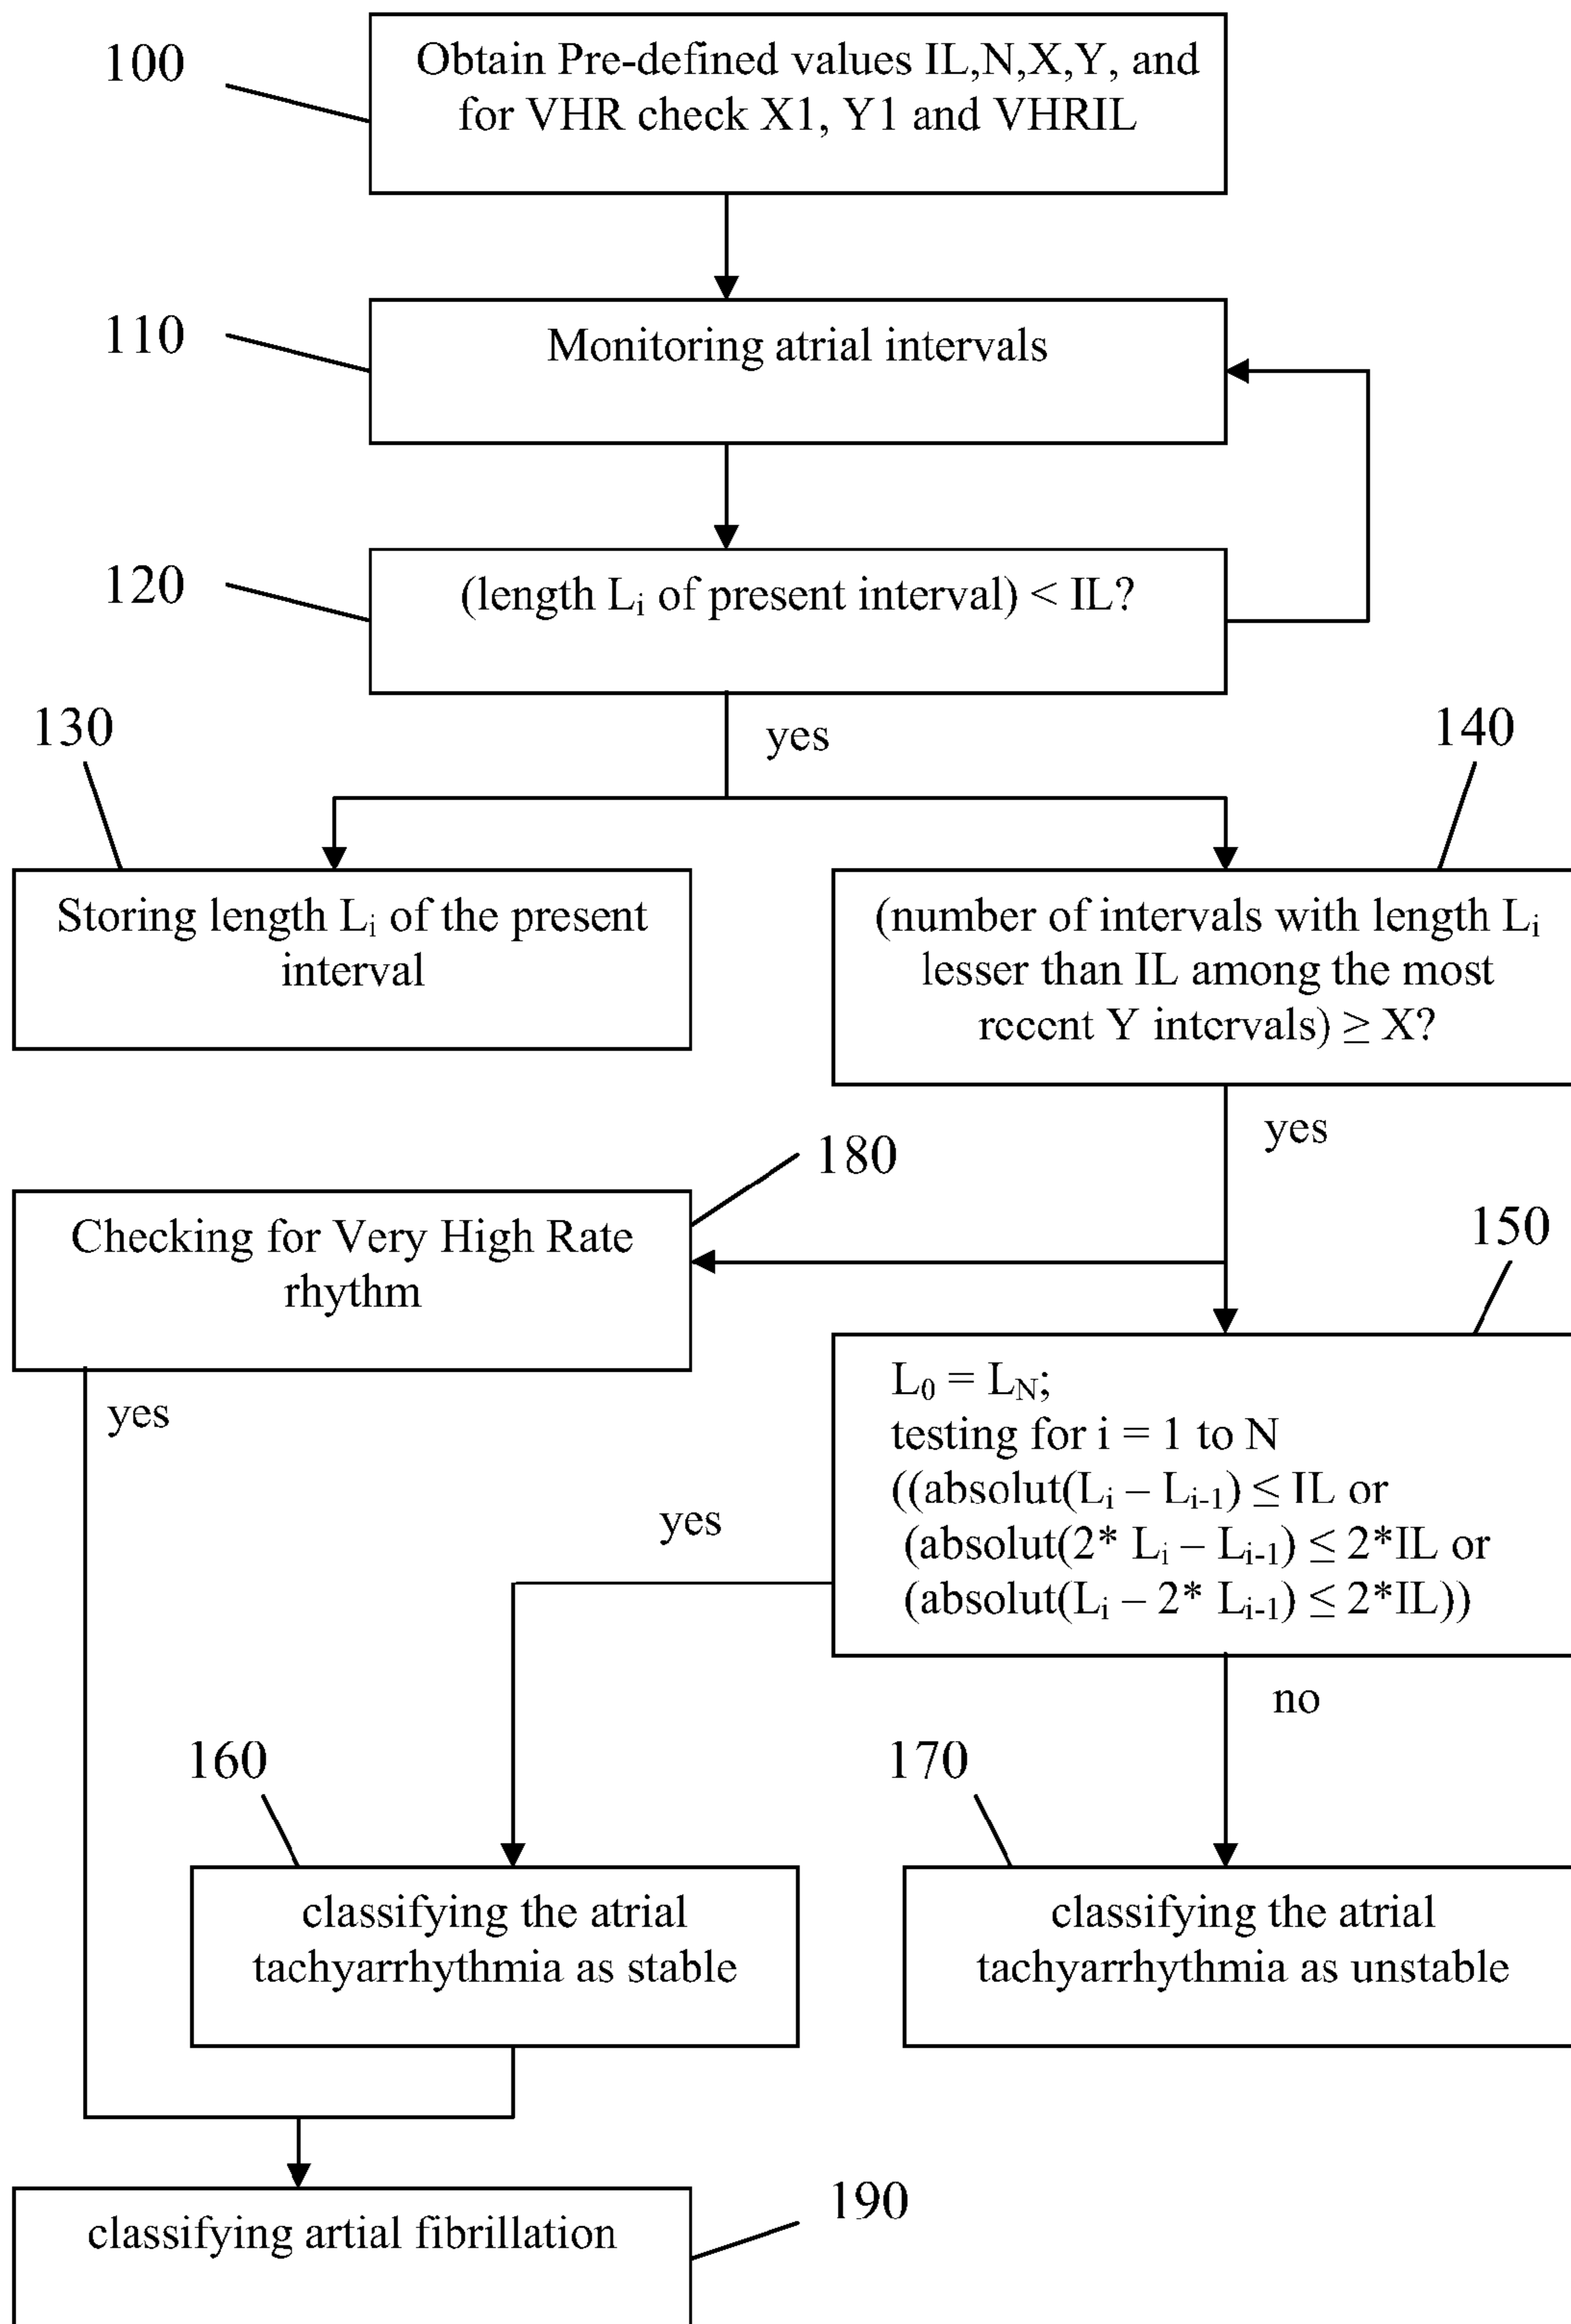 100
Obtain Pre-defined values IL,N,X,Y, and
for VHR check X1, Y1 and VHRIL
110
Monitoring atrial intervals
120
(length Li of present interval) < IL?
yes
130
Storing length Li of the present
interval
140
(number of intervals with length Li
lesser than IL among the most
recent Y intervals) ≥ X?
yes
180
Checking for Very High Rate
rhythm
yes
150
L0 = LN;
testing for i = 1 to N
((absolut(Li – Li-1) ≤ IL or
(absolut(2* Li – Li-1) ≤ 2*IL or
(absolut(Li – 2* Li-1) ≤ 2*IL))
yes
no
160
classifying the atrial
tachyarrhythmia as stable
170
classifying the atrial
tachyarrhythmia as unstable
190
classifying artial fibrillation